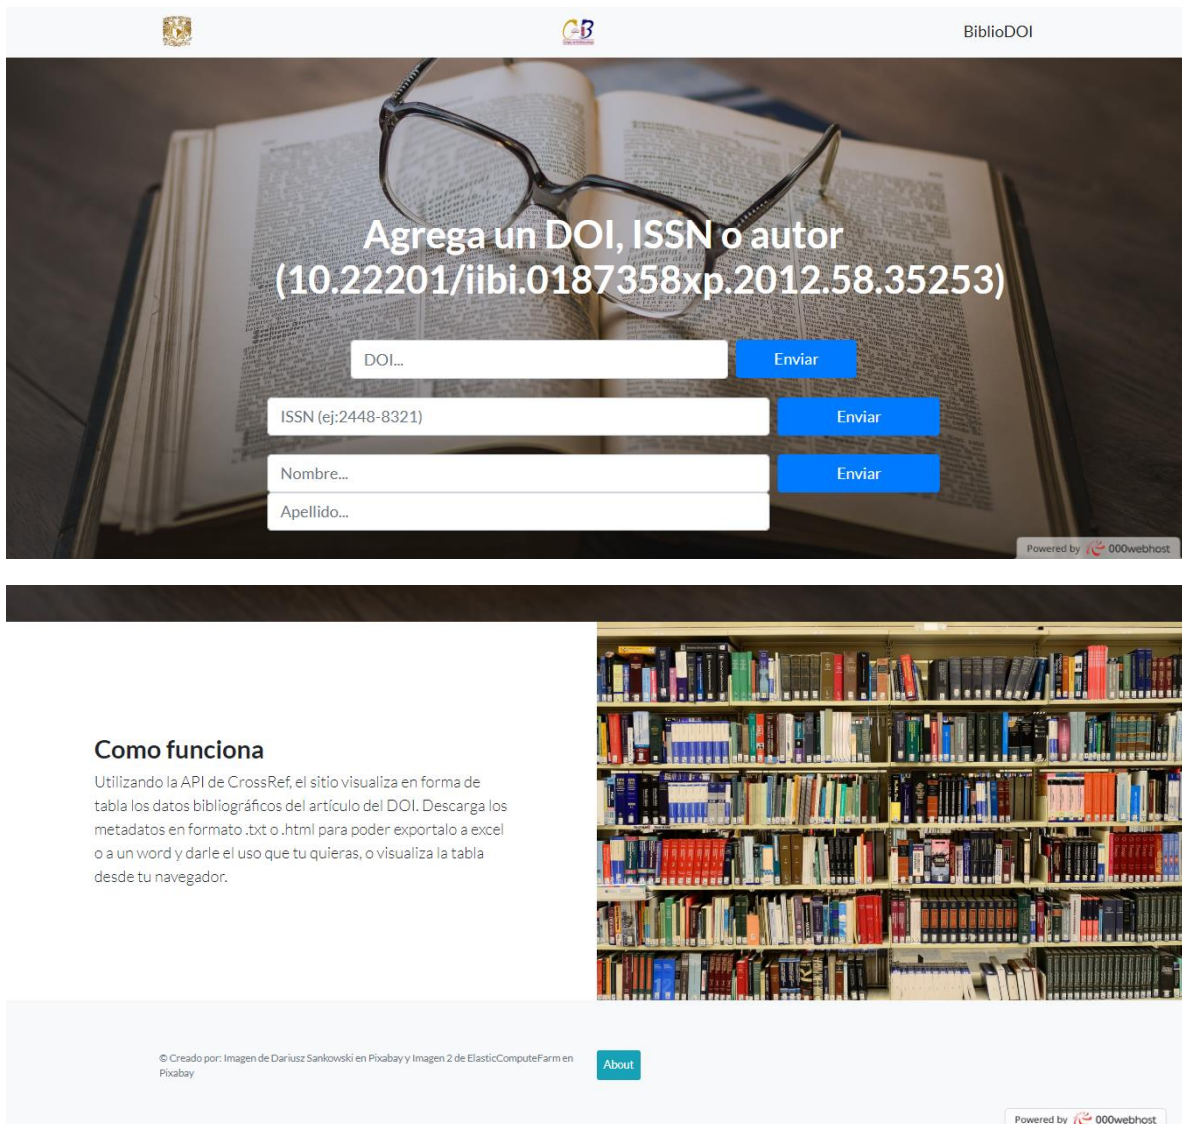 BiblioDOI
Agrega un DOI, ISSN o autor
(10.22201/iibi.0187358xp.2012.58.35253)
DOI...
Enviar
ISSN (ej:2448-8321)
Enviar
Nombre...
Enviar
Apellido...
Powered by 000webhost
Como funciona
Utilizando la API de CrossRef, el sitio visualiza en forma de
tabla los datos bibliográficos del artículo del DOI. Descarga los
metadatos en formato .txt o .html para poder exportalo a excel
o a un word y darle el uso que tu quieras, o visualiza la tabla
desde tu navegador.
© Creado por: Imagen de Dariusz Sankowski en Pixabay y Imagen 2 de ElasticComputeFarm en
Pixabay
About
Powered by 000webhost